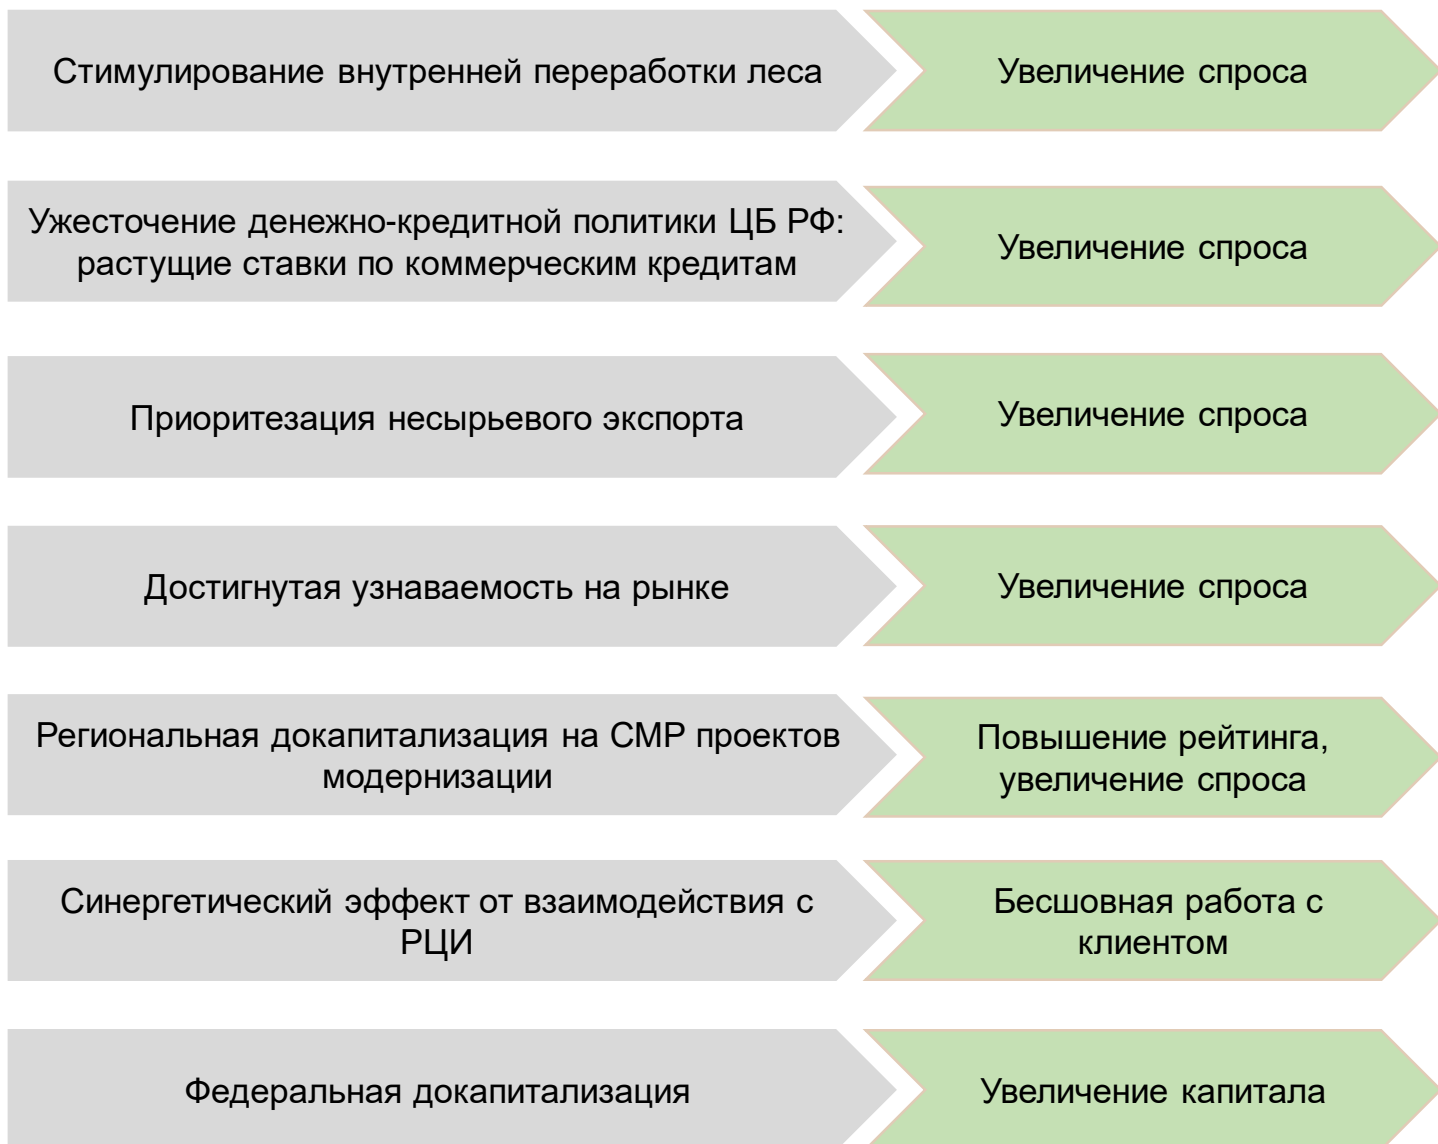 Стимулирование внутренней переработки леса
Увеличение спроса
Ужесточение денежно-кредитной политики ЦБ РФ:
растущие ставки по коммерческим кредитам
Увеличение спроса
Приоритезация несырьевого экспорта
Увеличение спроса
Достигнутая узнаваемость на рынке
Увеличение спроса
Региональная докапитализация на СМР проектов
модернизации
Повышение рейтинга,
увеличение спроса
Синергетический эффект от взаимодействия с
РЦИ
Бесшовная работа с
клиентом
Федеральная докапитализация
Увеличение капитала